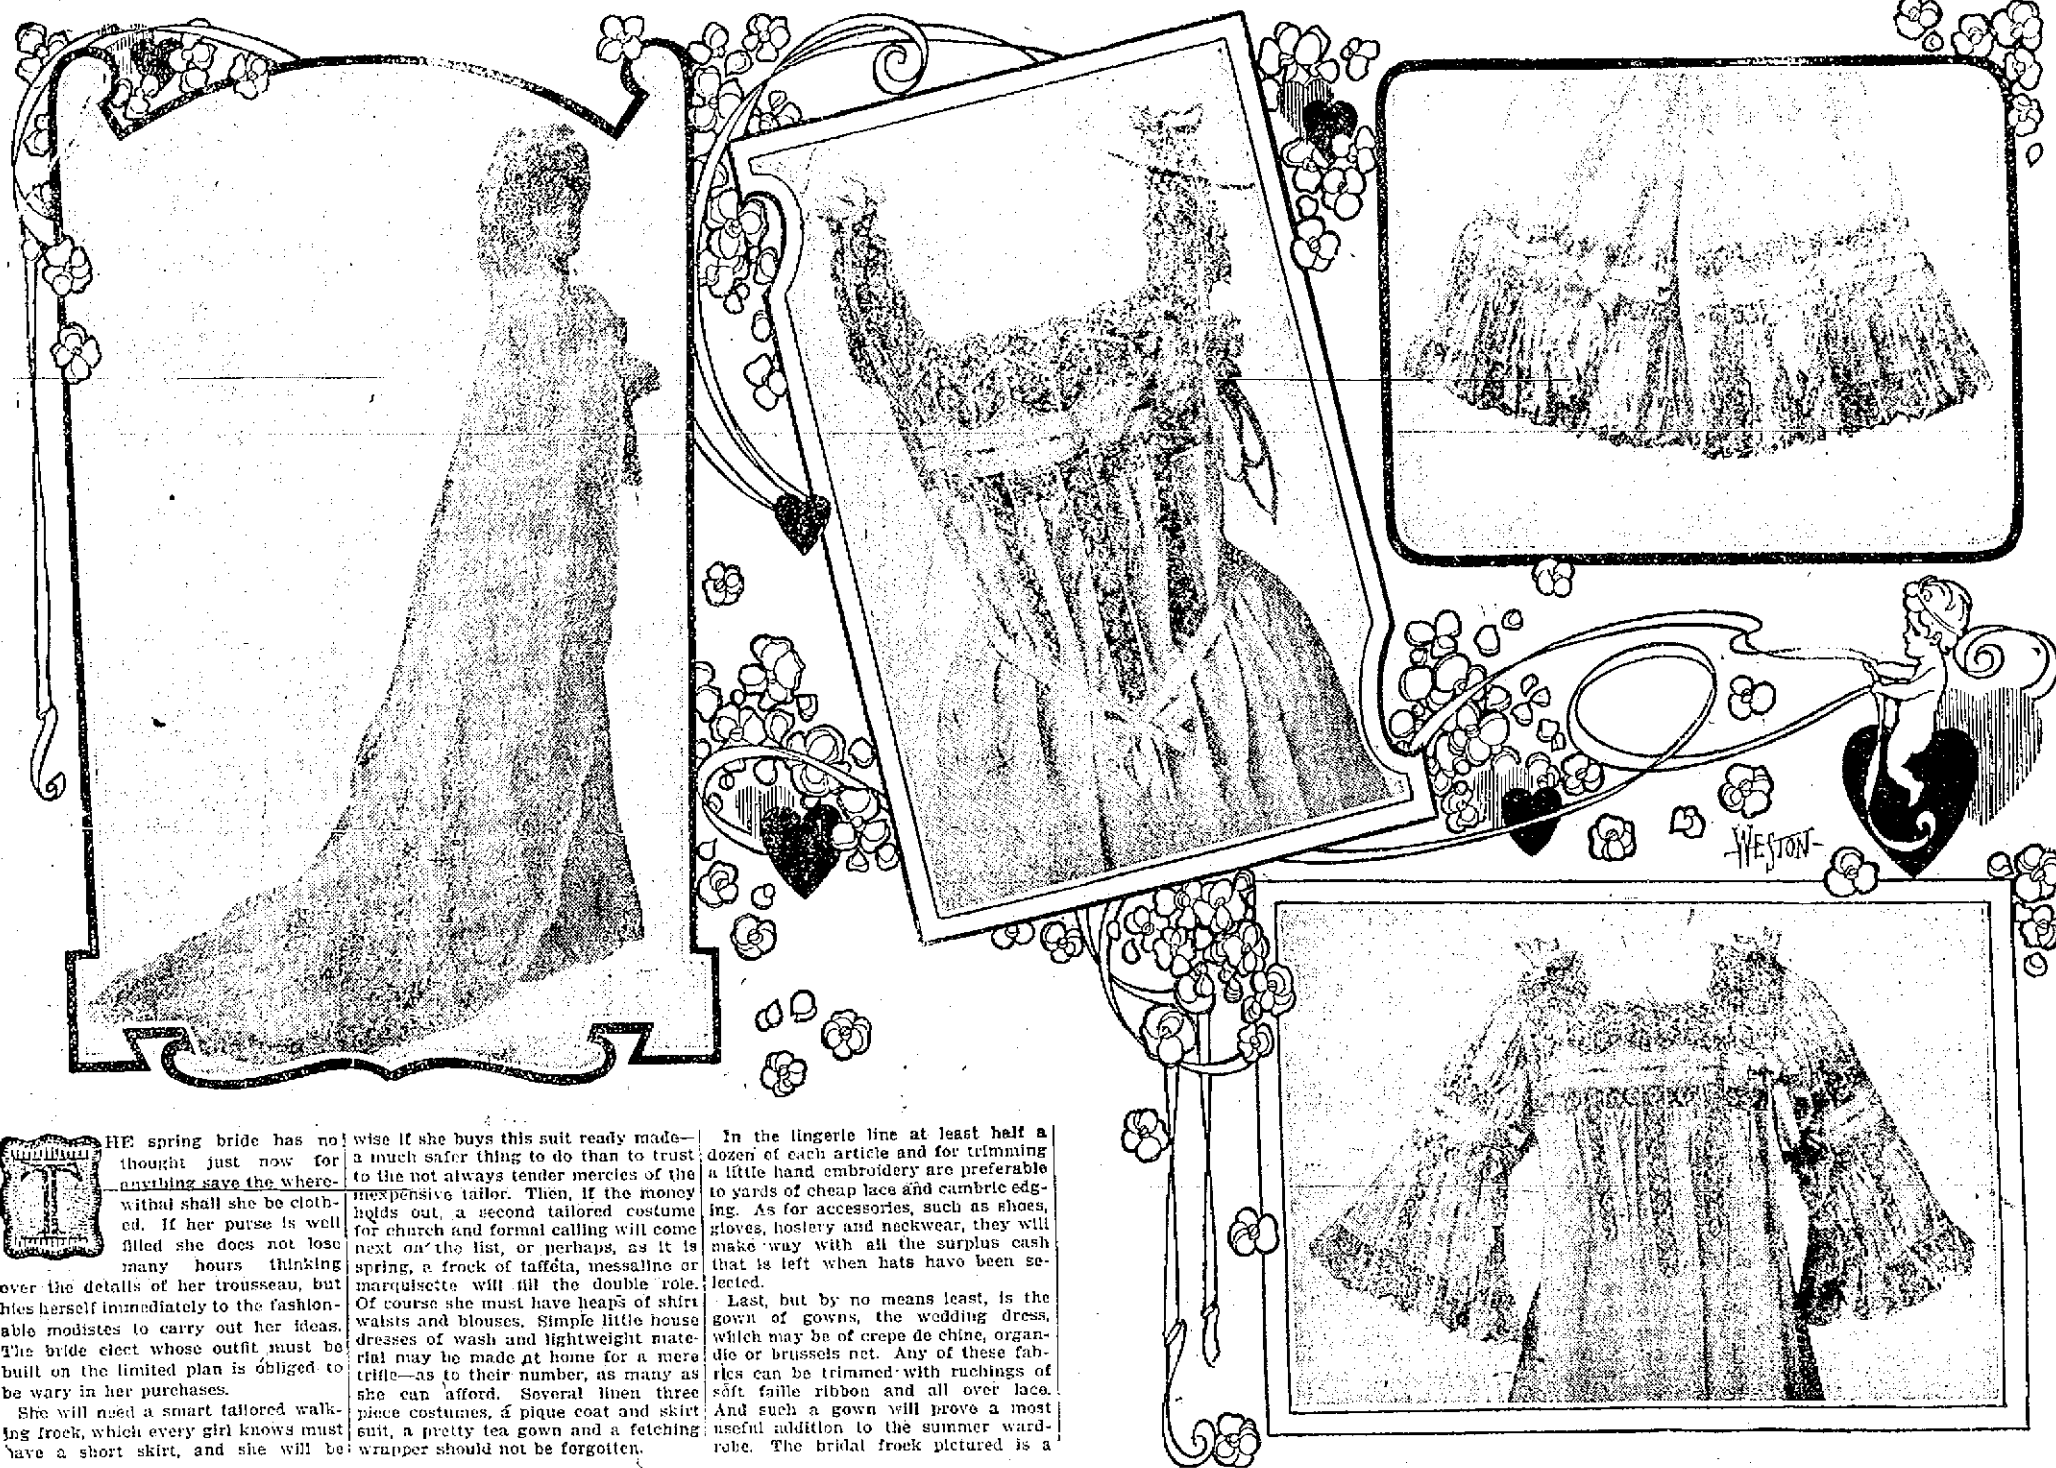 WESTON
THE spring bride has no
thought just now for
anything save the where-
withal shall she be cloth-
ed. If her purse is well
filled she does not lose
many hours thinking
over the details of her trousseau, but
hies herself immediately to the fashion-
able modistes to carry out her ideas.
The bride elect whose outfit must be
built on the limited plan is obliged to
be wary in her purchases.
She will need a smart tailored walk-
ing frock, which every girl knows must
have a short skirt, and she will be
wise if she buys this suit ready made—
a much safer thing to do than to trust
to the not always tender mercies of the
inexpensive tailor. Then, if the money
holds out, a second tailored costume
for church and formal calling will come
next on the list, or perhaps, as it is
spring, a frock of taffeta, messaline or
marquisette will fill the double role.
Of course she must have heaps of shirt
waists and blouses. Simple little house
dresses of wash and lightweight mate-
rial may be made at home for a mere
trifle—as to their number, as many as
she can afford. Several linen three
piece costumes, a pique coat and skirt
suit, a pretty tea gown and a fetching
wrapper should not be forgotten.
In the lingerie line at least half a
dozen of each article and for trimming
a little hand embroidery are preferable
to yards of cheap lace and cambric edg-
ing. As for accessories, such as shoes,
gloves, hosiery and neckwear, they will
make way with all the surplus cash
that is left when hats have been se-
lected.
Last, but by no means least, is the
gown of gowns, the wedding dress,
which may be of crepe de chine, organ-
die or brussels net. Any of these fab-
rics can be trimmed with ruchings of
soft faille ribbon and all over lace.
And such a gown will prove a most
useful addition to the summer ward-
robe. The bridal frock pictured is a